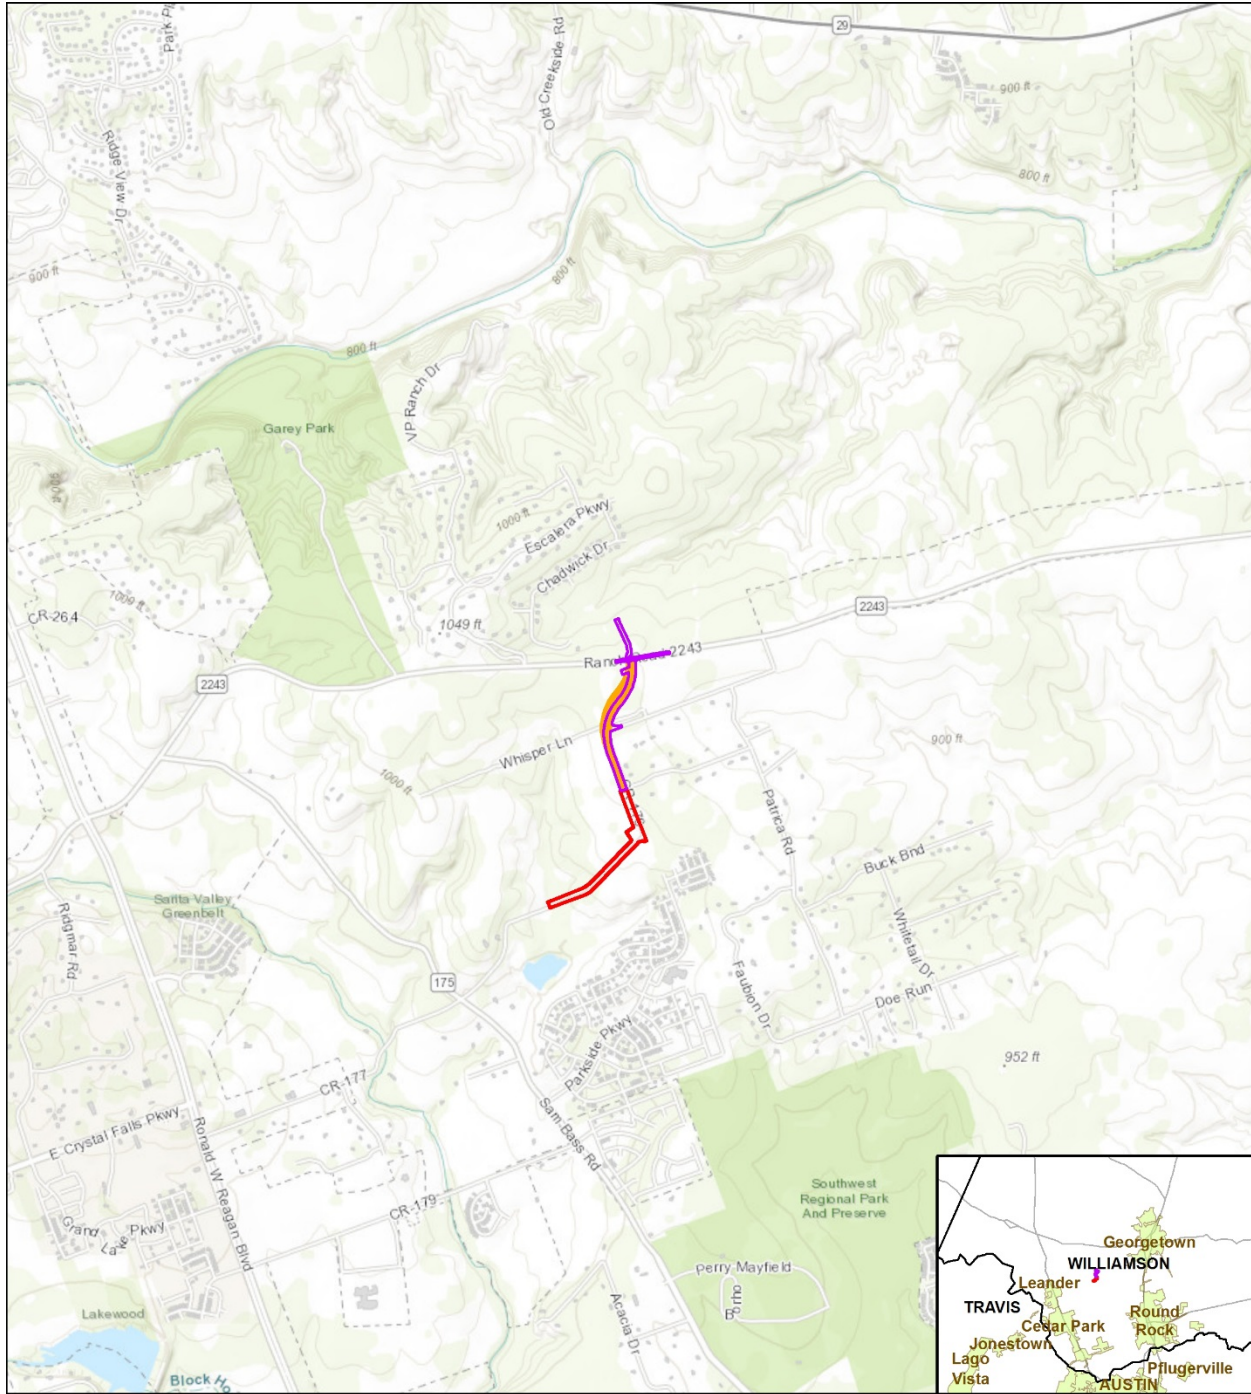 29
Park Pl
Old Creekside Rd
900 ft
Ridge View Dr
800 ft
900 ft
800 ft
800 ft
VP Ranch Dr
Garey Park
1000 ft
Escalera Pkwy
Chadwick Dr
CR-264
1049 ft
2243
Ranch Road 2243
2243
Whisper Ln
900 ft
1000 ft
Patrica Rd
Buck Bnd
Santa Valley
Greenbelt
Ridgmar Rd
Whitetail Dr
175
Faubion Dr
Doe Run
Parkside Pkwy
952 ft
CR-177
E Crystal Falls Pkwy
Sam Bass Rd
Ronald W Reagan Blvd
Southwest
Regional Park
And Preserve
CR-179
Grand Lake Pkwy
Perry Mayfield
Acacia Dr
Lakewood
Block Ho
Georgetown
WILLIAMSON
Leander
TRAVIS
Round
Rock
Cedar Park
Jonestown
Lago
Vista
Pflugerville
AUSTIN